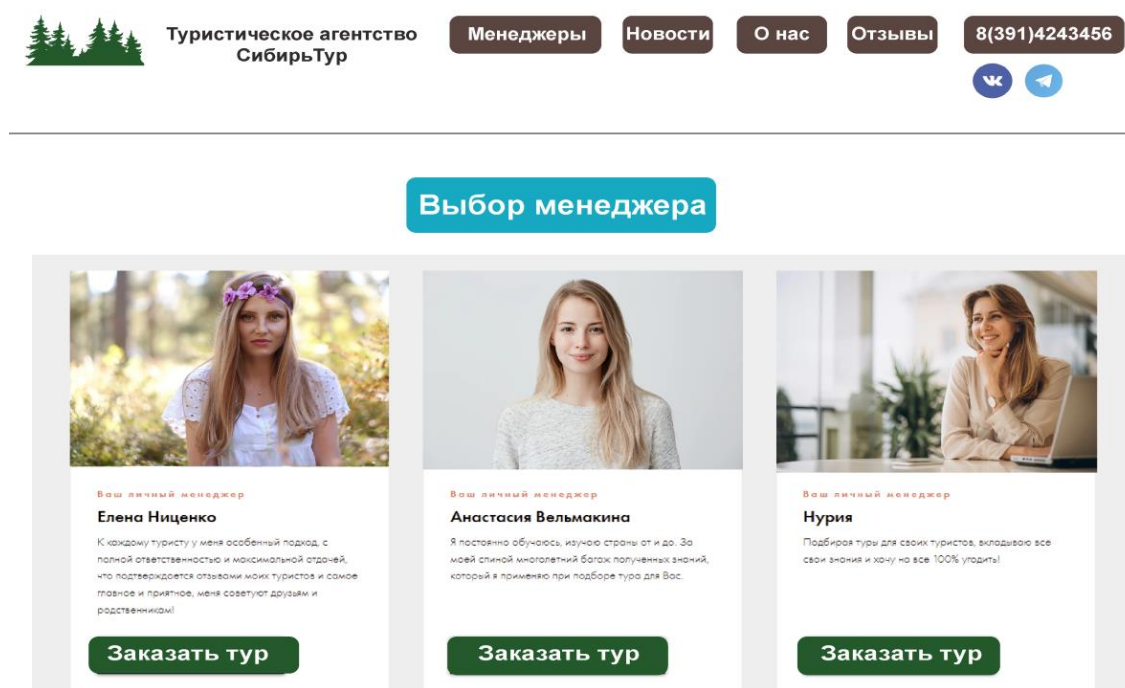 Туристическое агентство
СибирьТур
Менеджеры
Новости
О нас
Отзывы
8(391)4243456
Выбор менеджера
Ваш личный менеджер
Елена Ниценко
К каждому туристу у меня особенный подход, с
полной ответственностью и максимальной отдачей,
что подтверждается отзывами моих туристов и самое
главное и приятное, меня советуют друзьям и
родственникам!
Заказать тур
Ваш личный менеджер
Анастасия Вельмакина
Я постоянно обучаюсь, изучаю страны от и до. За
моей спиной многолетний багаж полученных знаний,
который я применяю при подборе тура для Вас.
Заказать тур
Ваш личный менеджер
Нурия
Подбирая туры для своих туристов, вкладываю все
свои знания и хочу на все 100% угодить!
Заказать тур